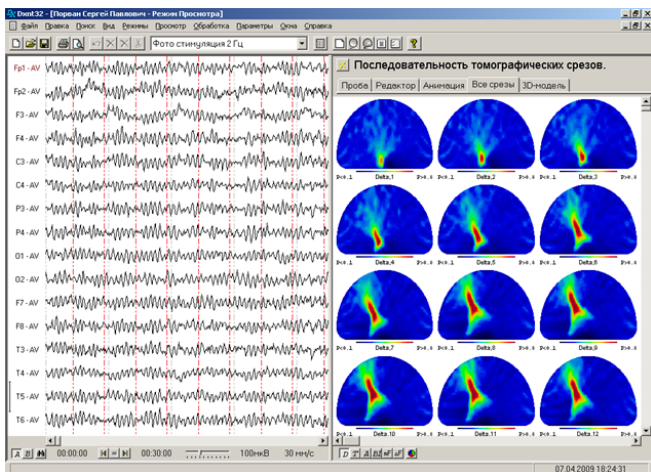 Dxnt32 - [Порван Сергей Павлович - Режим Просмотра]
Файл Правка Поиск Вид Режимы Просмотр Обработка Параметры Окна Справка
Фото стимуляция 2 Гц
Последовательность томографических срезов.
Проба Редактор Анимация Все срезы 3D-модель
Fp1 - AV
Fp2 - AV
F3 - AV
F4 - AV
C3 - AV
C4 - AV
P3 - AV
P4 - AV
O1 - AV
O2 - AV
F7 - AV
F8 - AV
T3 - AV
T4 - AV
T5 - AV
T6 - AV
Delta,1 Delta,2 Delta,3
Delta,4 Delta,5 Delta,6
Delta,7 Delta,8 Delta,9
Delta,10 Delta,11 Delta,12
00:00:00 00:30:00 100мкВ 30 мм/с
07.04.2009 18:24:31